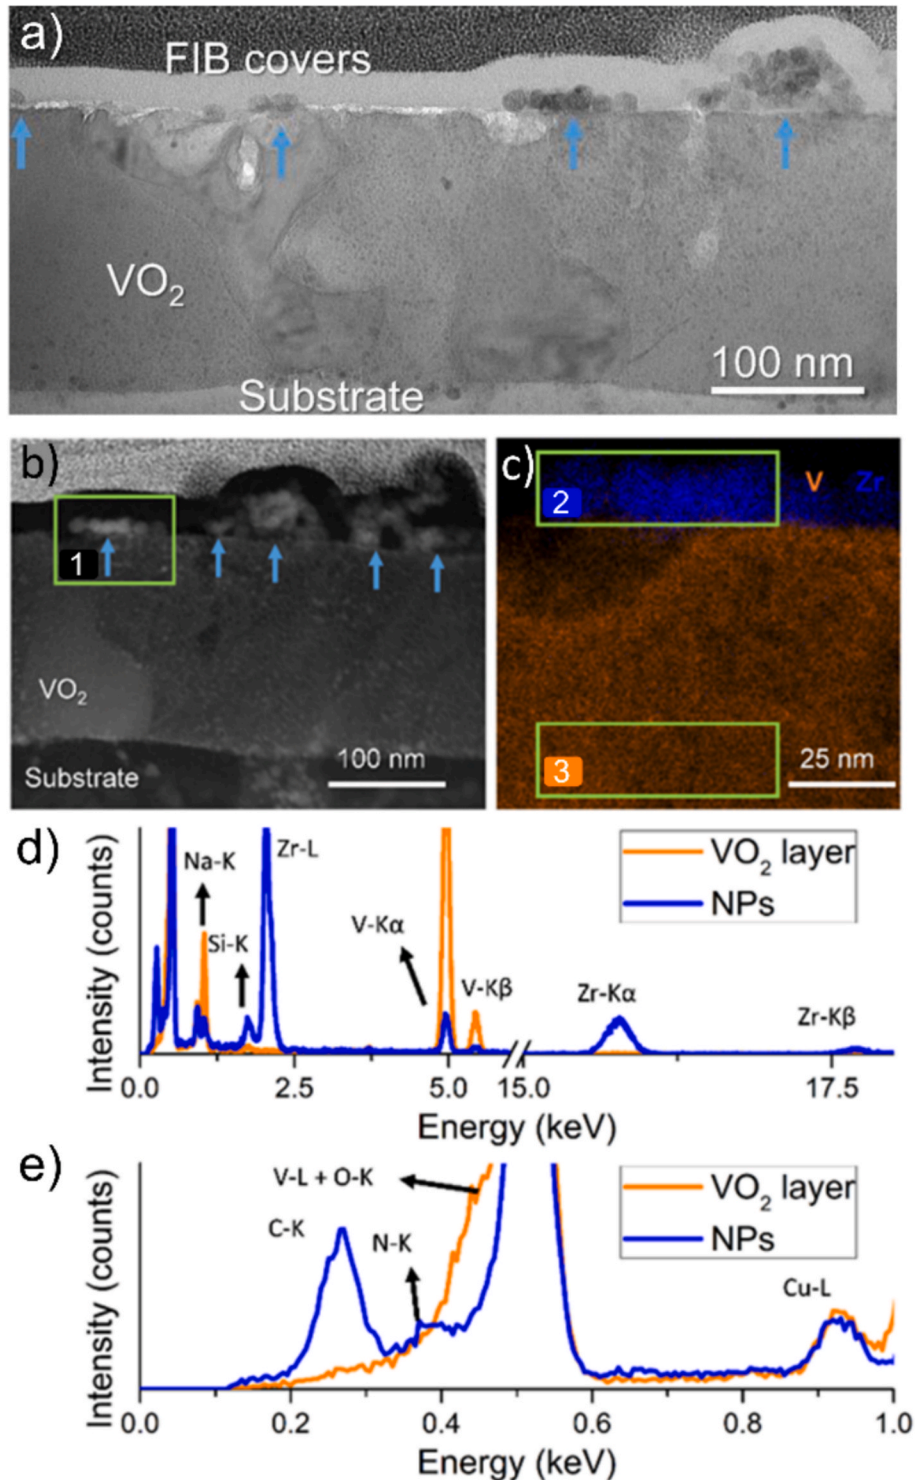 a)
FIB covers
VO₂
100 nm
Substrate
b)
1
VO₂
100 nm
Substrate
c)
2
V Zr
3
25 nm
d)
Intensity (counts)
Na-K
Zr-L
Si-K
V-Kα
V-Kβ
Zr-Kα
Zr-Kβ
VO₂ layer
NPs
0.0 2.5 5.0 15.0 17.5
Energy (keV)
e)
Intensity (counts)
V-L + O-K
C-K
N-K
Cu-L
VO₂ layer
NPs
0.0 0.2 0.4 0.6 0.8 1.0
Energy (keV)